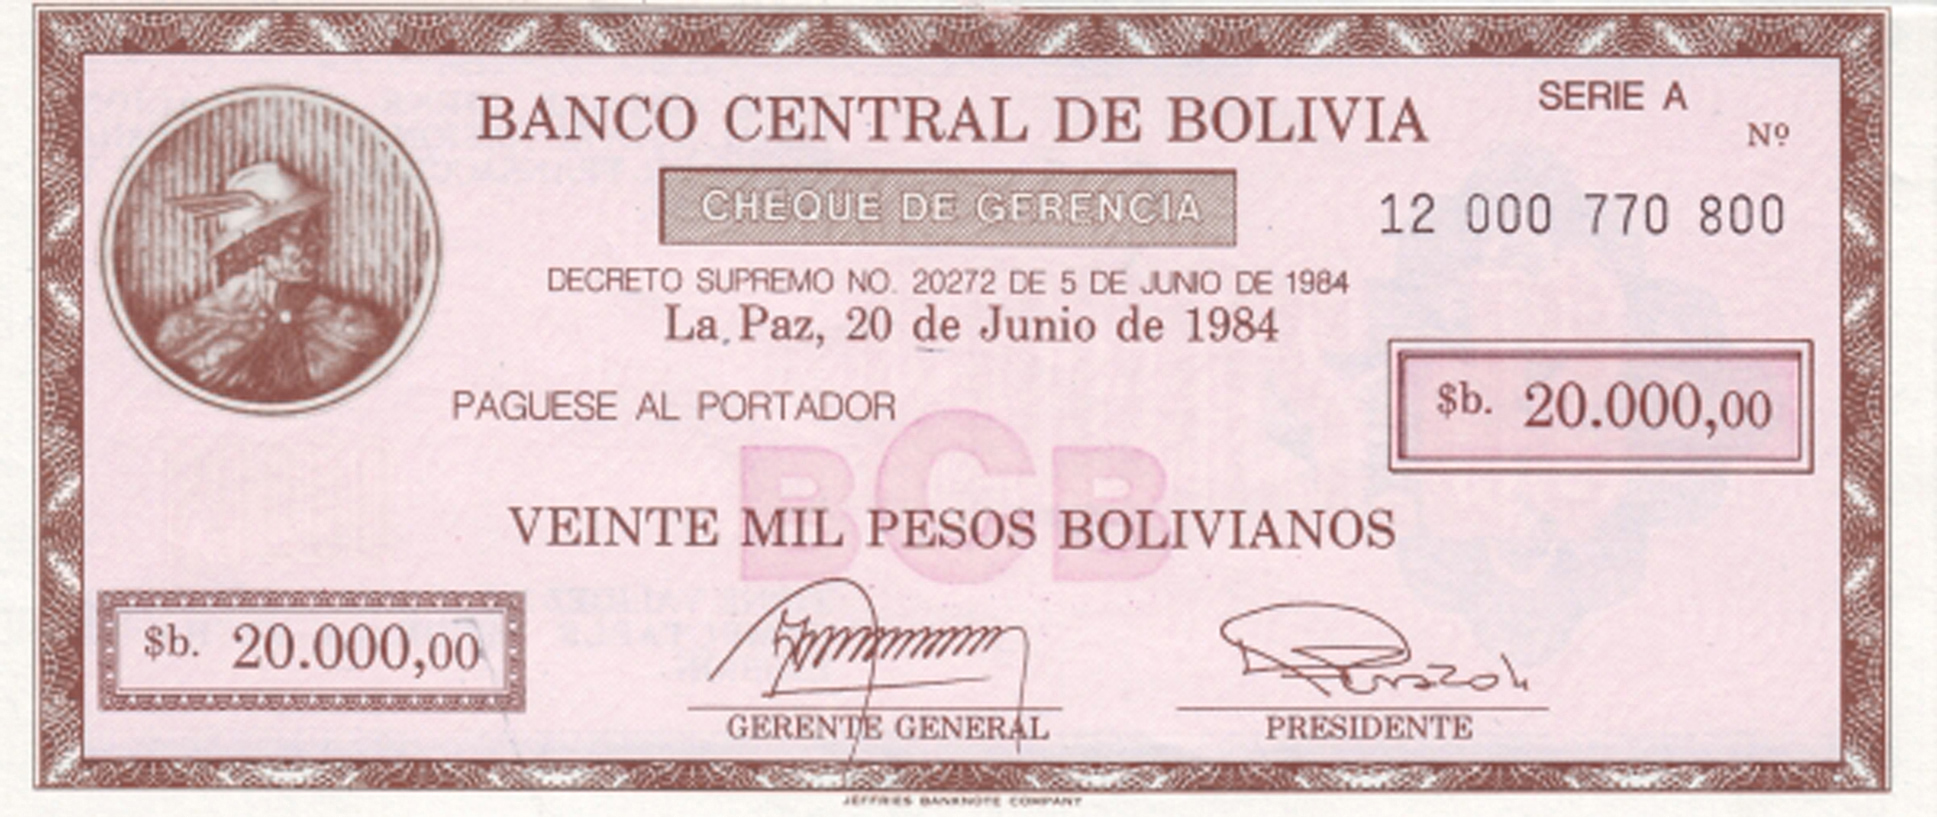 BANCO CENTRAL DE BOLIVIA
SERIE A
Nº
CHEQUE DE GERENCIA
12 000 770 800
DECRETO SUPREMO NO. 20272 DE 5 DE JUNIO DE 1984
La Paz, 20 de Junio de 1984
PAGUESE AL PORTADOR
$b. 20.000,00
BCB
VEINTE MIL PESOS BOLIVIANOS
$b. 20.000,00
GERENTE GENERAL
PRESIDENTE
JEFFRIES BANKNOTE COMPANY